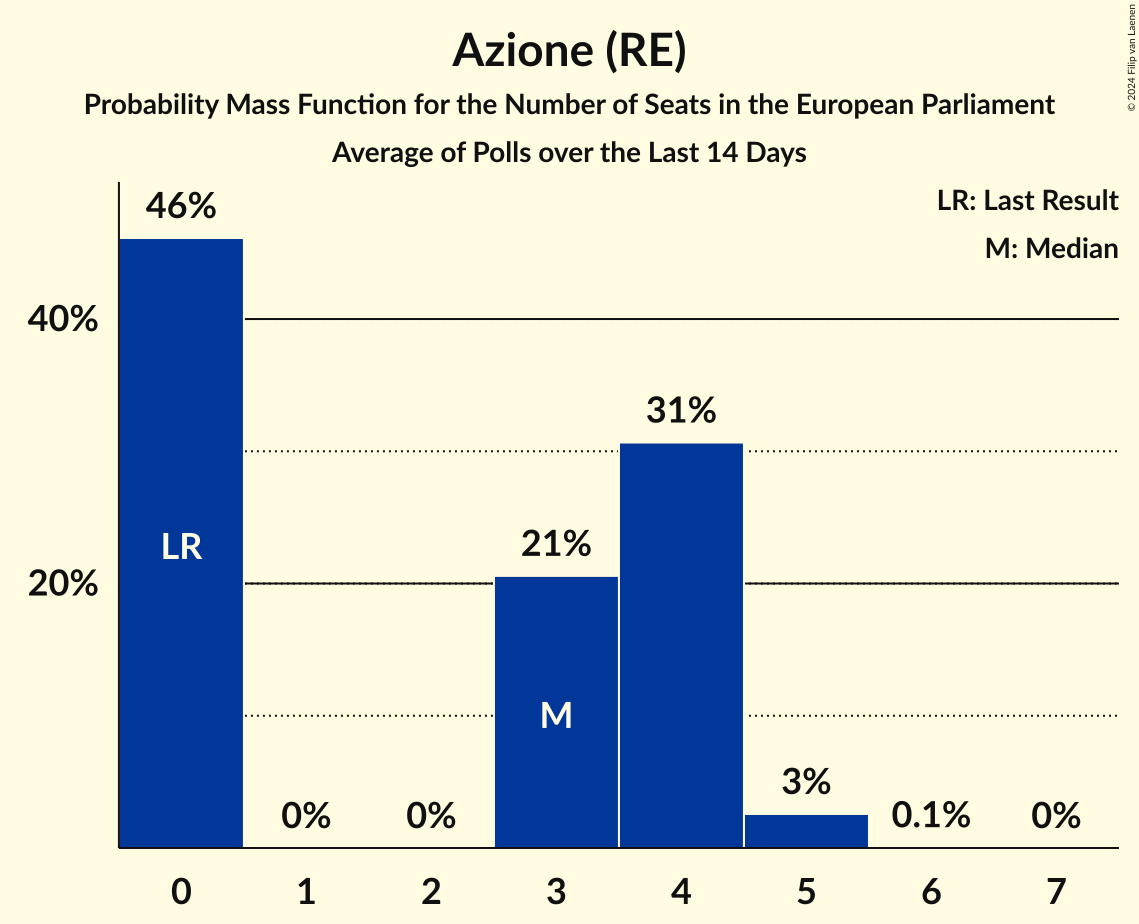 Azione (RE)
Probability Mass Function for the Number of Seats in the European Parliament
Average of Polls over the Last 14 Days
© 2024 Filip van Laenen
LR: Last Result
M: Median
46%
40%
31%
21%
20%
LR
M
3%
0%
0%
0.1%
0%
0 1 2 3 4 5 6 7